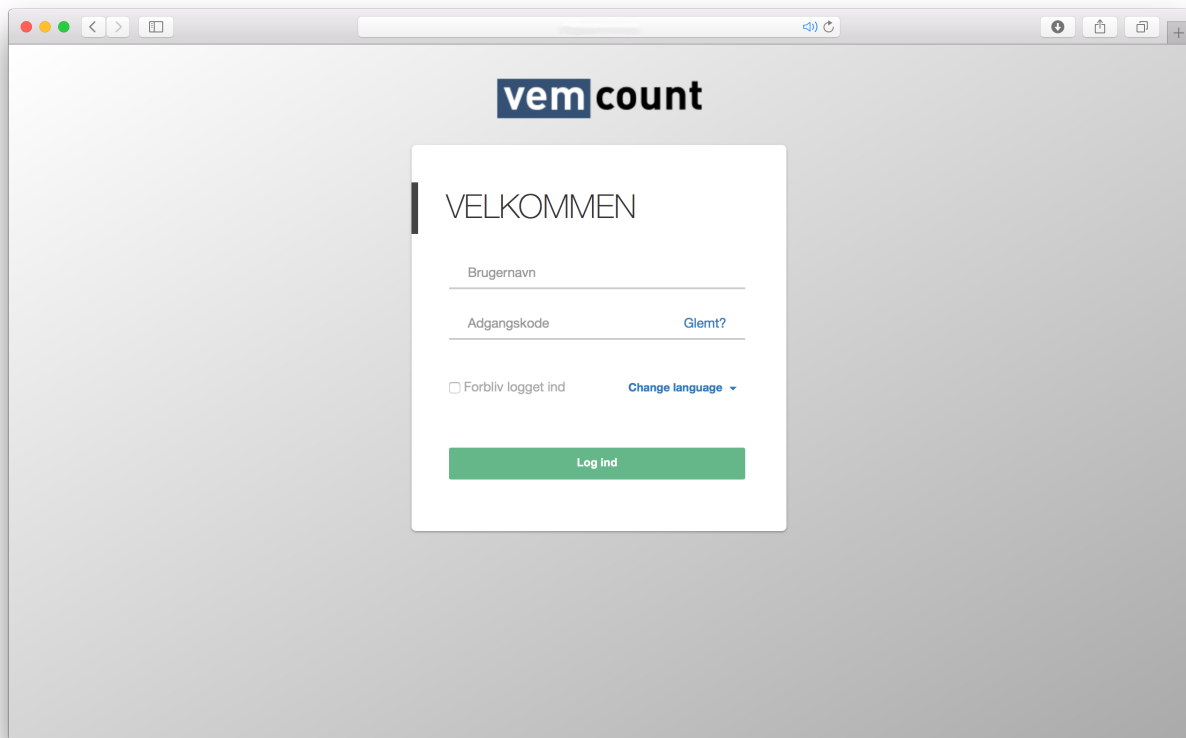 vemcount
VELKOMMEN
Brugernavn
Adgangskode Glemt?
Forbliv logget ind Change language
Log ind